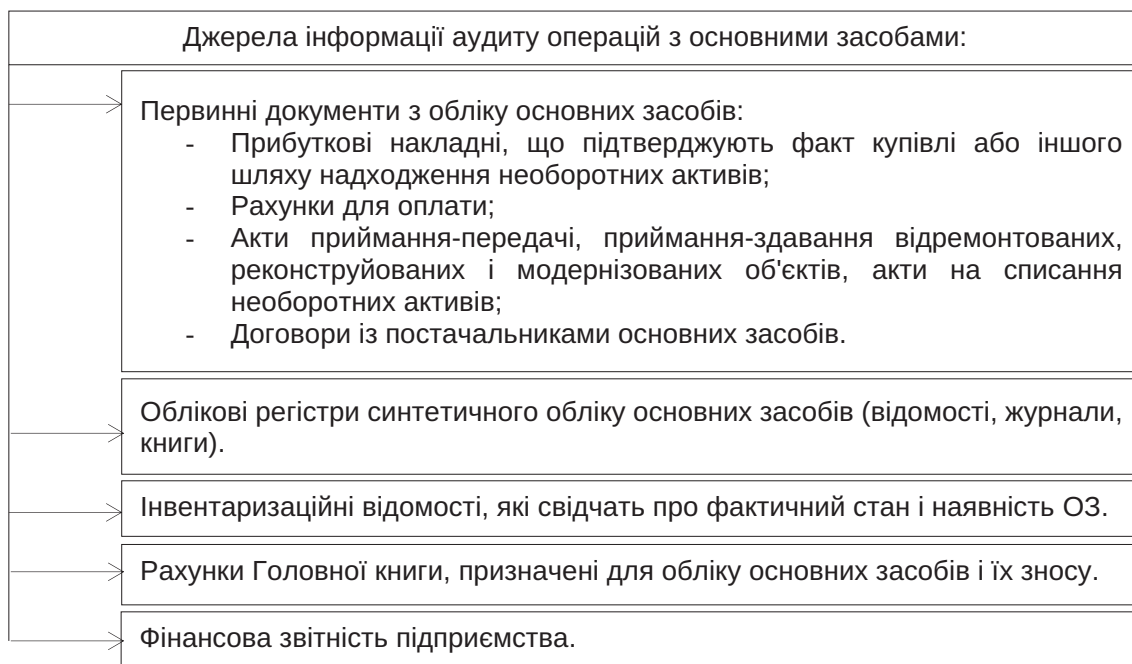 Джерела інформації аудиту операцій з основними засобами:
Первинні документи з обліку основних засобів:
- Прибуткові накладні, що підтверджують факт купівлі або іншого
шляху надходження необоротних активів;
- Рахунки для оплати;
- Акти приймання-передачі, приймання-здавання відремонтованих,
реконструйованих і модернізованих об'єктів, акти на списання
необоротних активів;
- Договори із постачальниками основних засобів.
Облікові регістри синтетичного обліку основних засобів (відомості, журнали,
книги).
Інвентаризаційні відомості, які свідчать про фактичний стан і наявність ОЗ.
Рахунки Головної книги, призначені для обліку основних засобів і їх зносу.
Фінансова звітність підприємства.